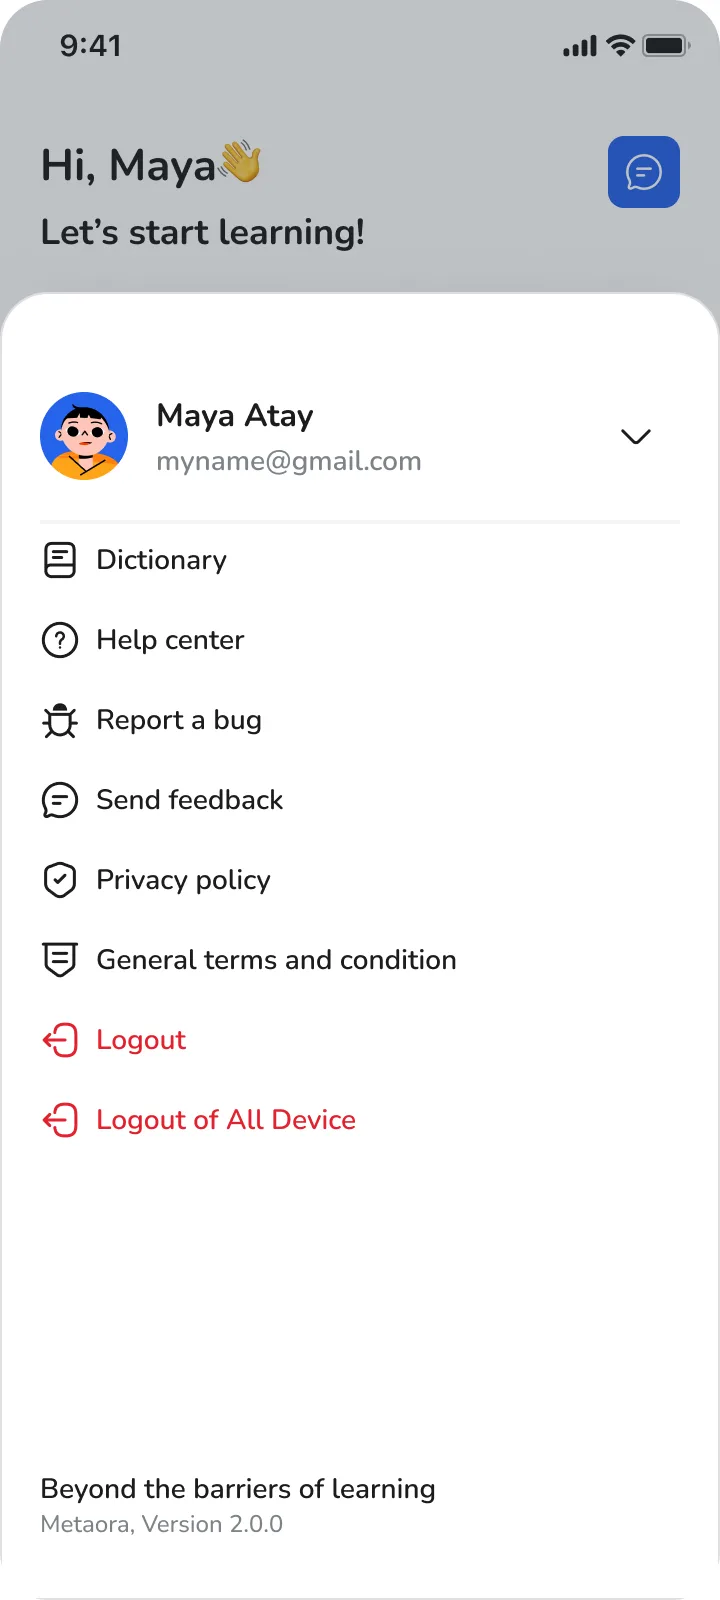 9:41
Hi, Maya👋
Let’s start learning!
Maya Atay
myname@gmail.com
Dictionary
Help center
Report a bug
Send feedback
Privacy policy
General terms and condition
Logout
Logout of All Device
Beyond the barriers of learning
Metaora, Version 2.0.0